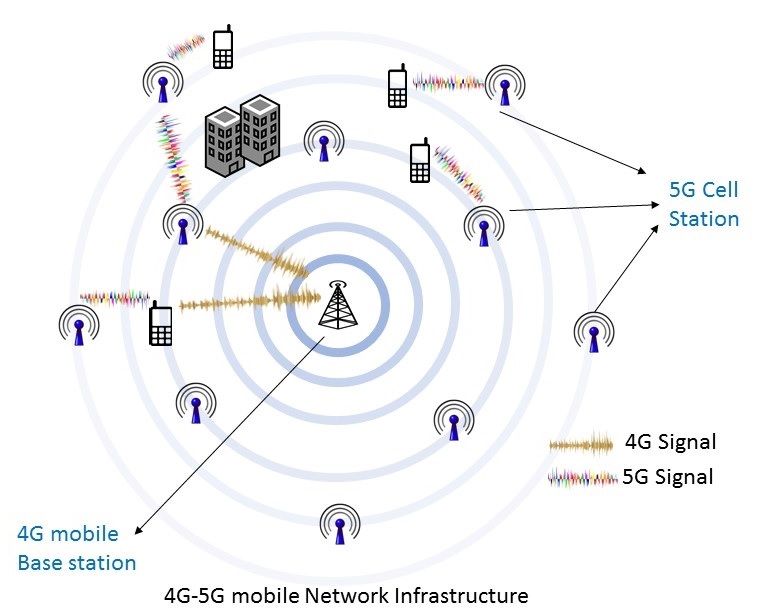 5G Cell
Station
4G Signal
5G Signal
4G mobile
Base station
4G-5G mobile Network Infrastructure